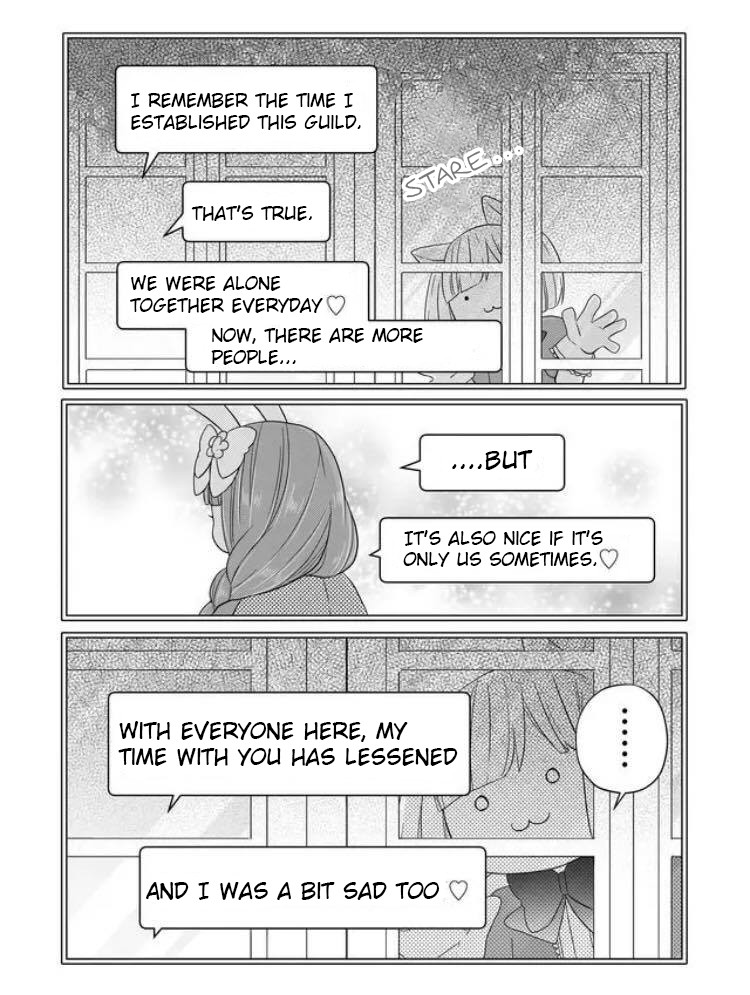 I REMEMBER THE TIME I
ESTABLISHED THIS GUILD.
STARE....
THAT'S TRUE.
WE WERE ALONE
TOGETHER EVERYDAY♡
NOW, THERE ARE MORE
PEOPLE...
....BUT
IT'S ALSO NICE IF IT'S
ONLY US SOMETIMES.♡
.......
WITH EVERYONE HERE, MY
TIME WITH YOU HAS LESSENED
AND I WAS A BIT SAD TOO ♡